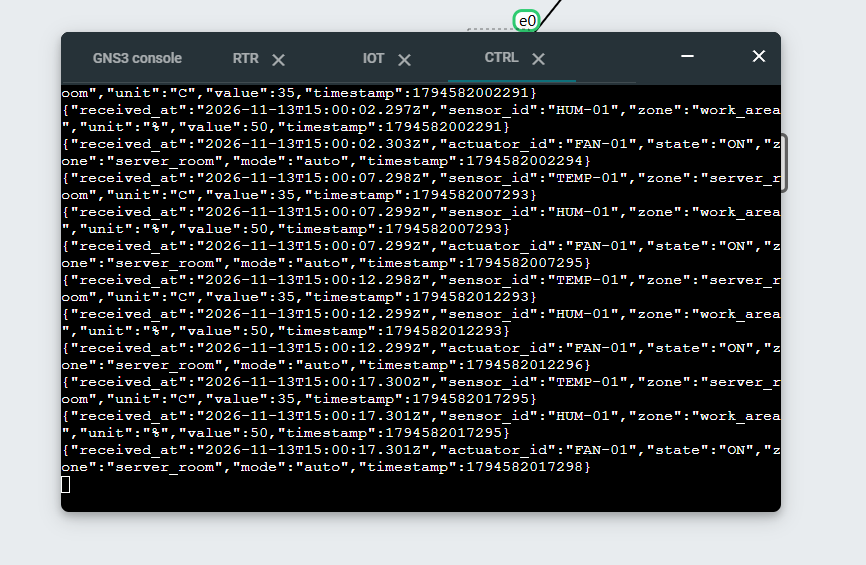 e0
GNS3 console RTR IOT CTRL
oom","unit":"C","value":35,"timestamp":1794582002291}
{"received_at":"2026-11-13T15:00:02.297Z","sensor_id":"HUM-01","zone":"work_area
","unit":"%","value":50,"timestamp":1794582002291}
{"received_at":"2026-11-13T15:00:02.303Z","actuator_id":"FAN-01","state":"ON","z
one":"server_room","mode":"auto","timestamp":1794582002294}
{"received_at":"2026-11-13T15:00:07.298Z","sensor_id":"TEMP-01","zone":"server_r
oom","unit":"C","value":35,"timestamp":1794582007293}
{"received_at":"2026-11-13T15:00:07.299Z","sensor_id":"HUM-01","zone":"work_area
","unit":"%","value":50,"timestamp":1794582007293}
{"received_at":"2026-11-13T15:00:07.299Z","actuator_id":"FAN-01","state":"ON","z
one":"server_room","mode":"auto","timestamp":1794582007295}
{"received_at":"2026-11-13T15:00:12.298Z","sensor_id":"TEMP-01","zone":"server_r
oom","unit":"C","value":35,"timestamp":1794582012293}
{"received_at":"2026-11-13T15:00:12.299Z","sensor_id":"HUM-01","zone":"work_area
","unit":"%","value":50,"timestamp":1794582012293}
{"received_at":"2026-11-13T15:00:12.299Z","actuator_id":"FAN-01","state":"ON","z
one":"server_room","mode":"auto","timestamp":1794582012296}
{"received_at":"2026-11-13T15:00:17.300Z","sensor_id":"TEMP-01","zone":"server_r
oom","unit":"C","value":35,"timestamp":1794582017295}
{"received_at":"2026-11-13T15:00:17.301Z","sensor_id":"HUM-01","zone":"work_area
","unit":"%","value":50,"timestamp":1794582017295}
{"received_at":"2026-11-13T15:00:17.301Z","actuator_id":"FAN-01","state":"ON","z
one":"server_room","mode":"auto","timestamp":1794582017298}